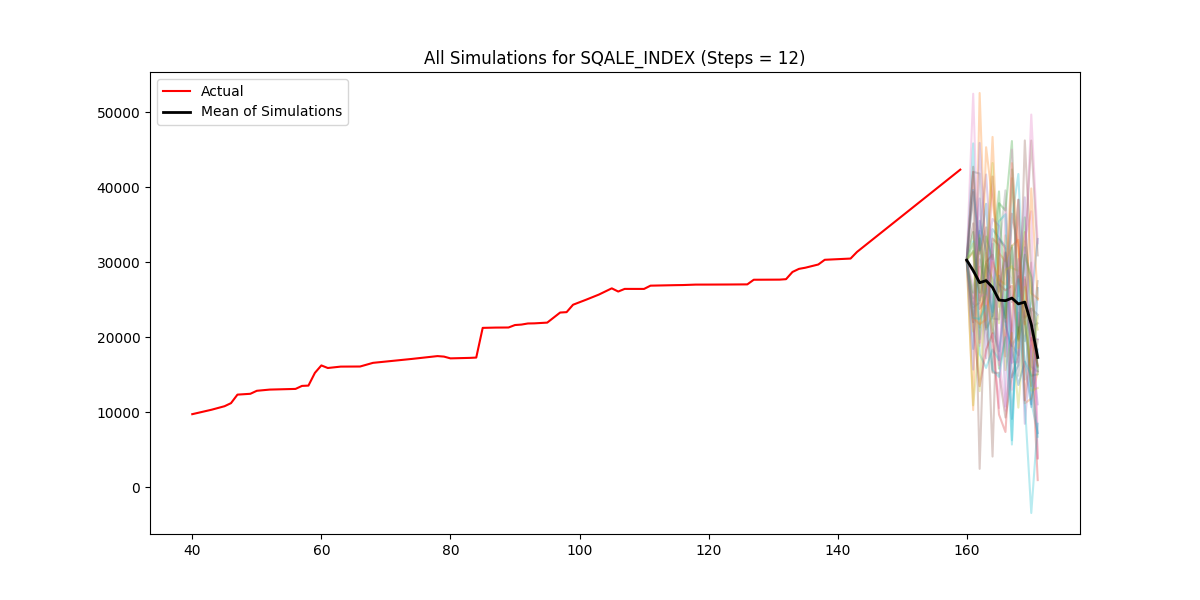 All Simulations for SQALE_INDEX (Steps = 12)
Actual
Mean of Simulations
50000
40000
30000
20000
10000
0
40 60 80 100 120 140 160